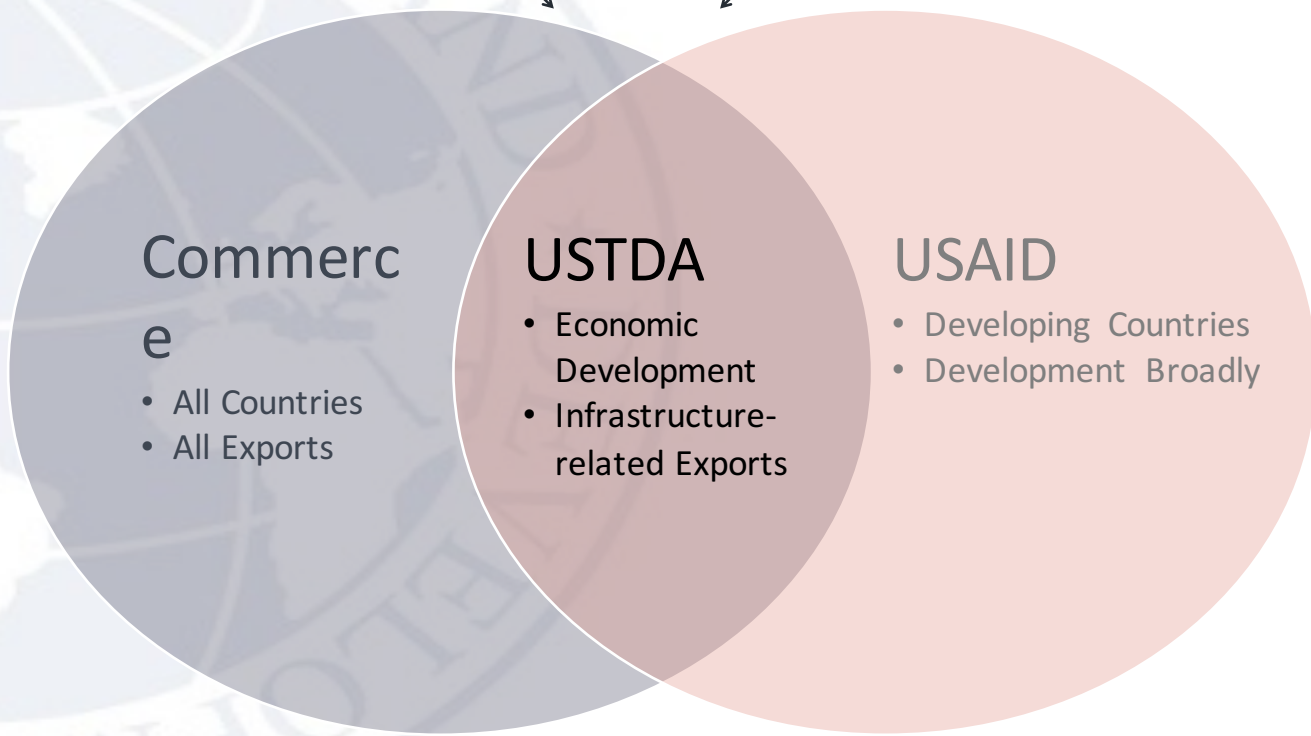 Commerc
e
• All Countries
• All Exports
USTDA
• Economic
Development
• Infrastructure-
related Exports
USAID
• Developing Countries
• Development Broadly